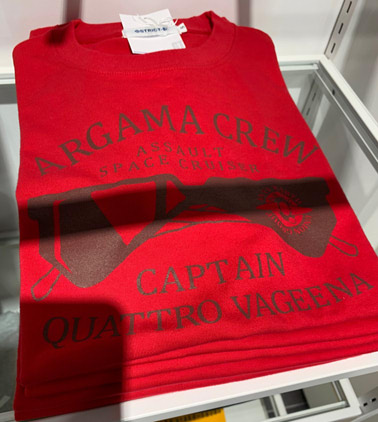 ARGAMA CREW
ASSAULT
SPACE CRUISER
CAPTAIN
QUATTRO VAGEENA